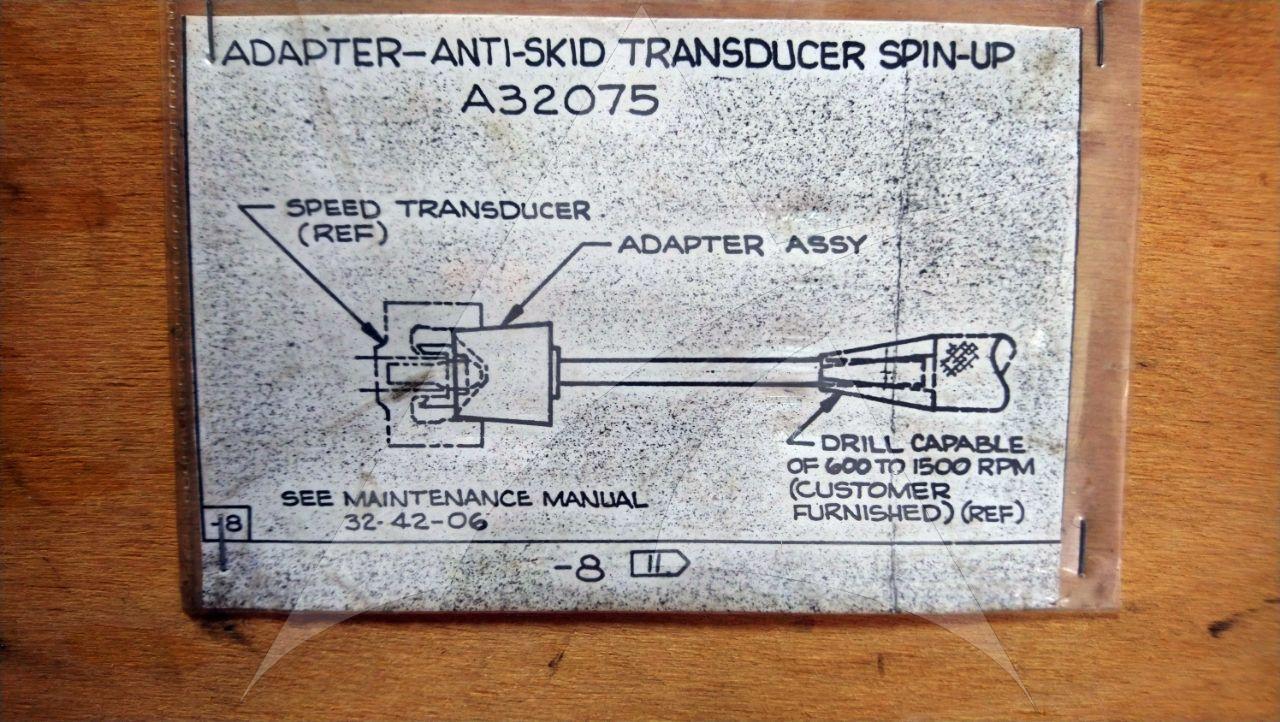 ADAPTER-ANTI-SKID TRANSDUCER SPIN-UP
A32075
SPEED TRANSDUCER
(REF)
ADAPTER ASSY
DRILL CAPABLE
OF 600 TO 1500 RPM
(CUSTOMER
FURNISHED) (REF)
SEE MAINTENANCE MANUAL
32-42-06
-8
-8 11